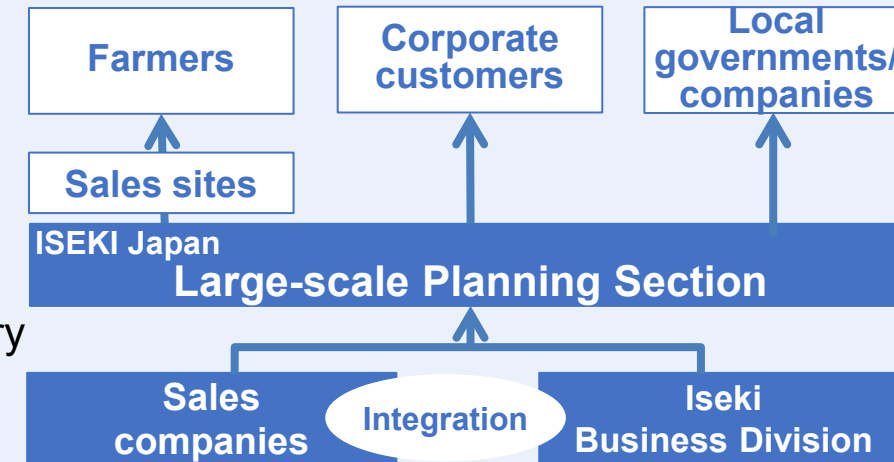 Farmers
Corporate
customers
Local
governments/
companies
Sales sites
ISEKI Japan
Large-scale Planning Section
ry
Sales
companies
Integration
Iseki
Business Division